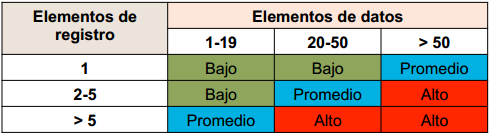 Elementos de registro Elementos de datos
1-19 20-50 > 50
1 Bajo Bajo Promedio
2-5 Bajo Promedio Alto
> 5 Promedio Alto Alto